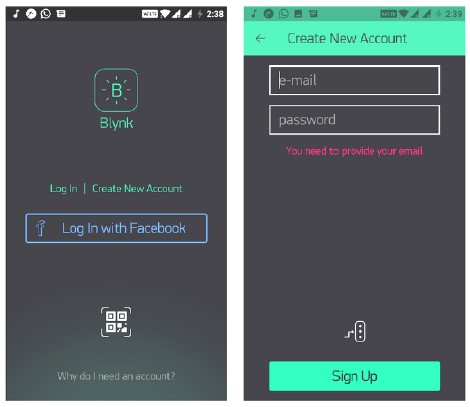 2:38
B
Blynk
Log In | Create New Account
f Log In with Facebook
Why do I need an account?
2:39
Create New Account
e-mail
password
You need to provide your email
Sign Up